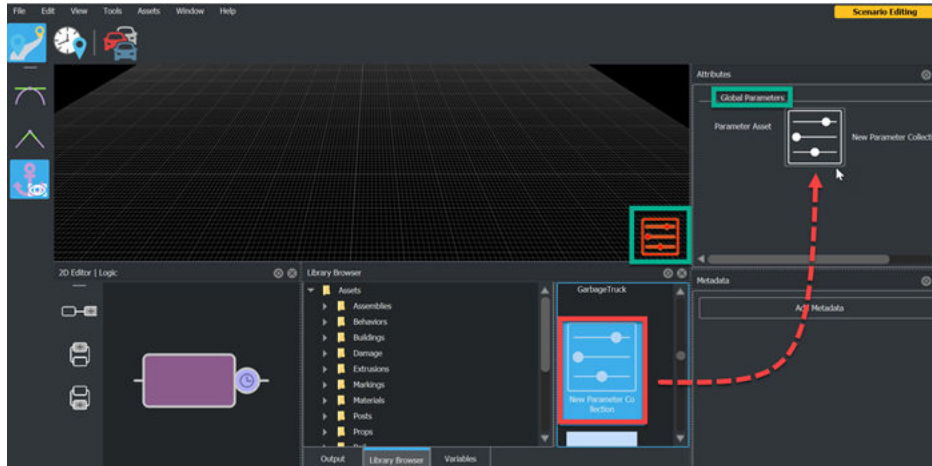 File Edit View Tools Assets Window Help
Scenario Editing
Attributes
Global Parameters
Parameter Asset
New Parameter Collecti
2D Editor | Logic
Library Browser
Assets
Assemblies
Behaviors
Buildings
Damage
Extrusions
Markings
Materials
Posts
Props
GarbageTruck
New Parameter Co
llection
Metadata
Add Metadata
Output Library Browser Variables